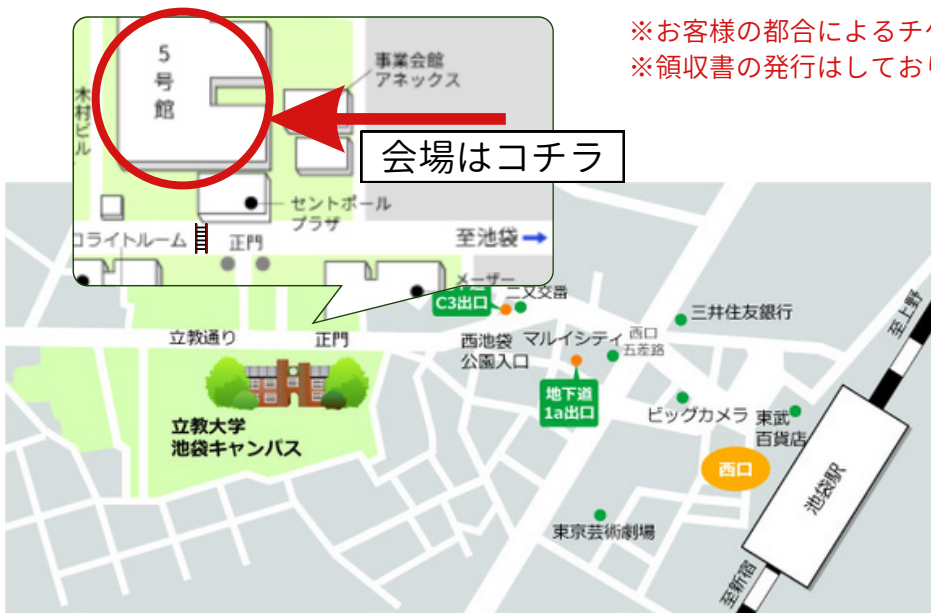 ※お客様の都合によるチケ
※領収書の発行はしており
5号館
事業会館
アネックス
木村ビル
会場はコチラ
セントポール
プラザ
コライトルーム
正門
至池袋
メーザー
C3出口
二又交番
三井住友銀行
至上野
立教通り
正門
西池袋
公園入口
マルイシティ
西口
五差路
地下道
1a出口
ビッグカメラ
東武
百貨店
立教大学
池袋キャンパス
西口
池袋駅
東京芸術劇場
至新宿